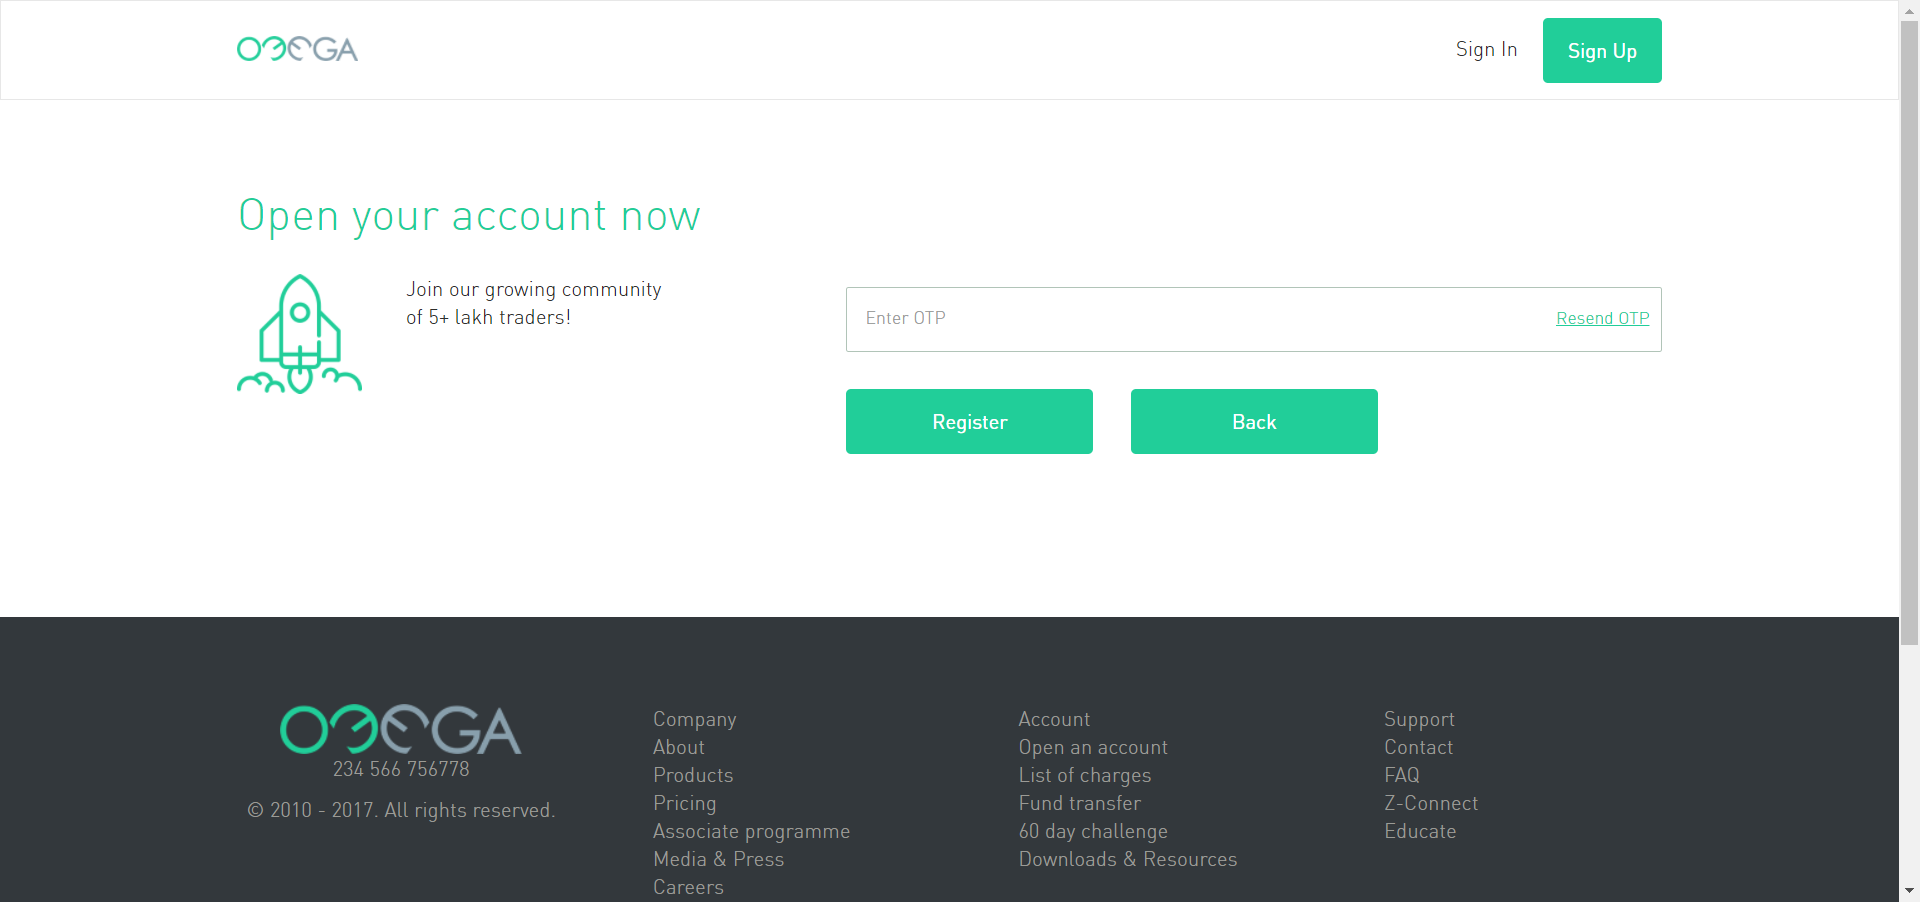 OMEGA
Sign In
Sign Up
Open your account now
Join our growing community
of 5+ lakh traders!
Enter OTP
Resend OTP
Register
Back
OMEGA
234 566 756778
© 2010 - 2017. All rights reserved.
Company
About
Products
Pricing
Associate programme
Media & Press
Careers
Account
Open an account
List of charges
Fund transfer
60 day challenge
Downloads & Resources
Support
Contact
FAQ
Z-Connect
Educate